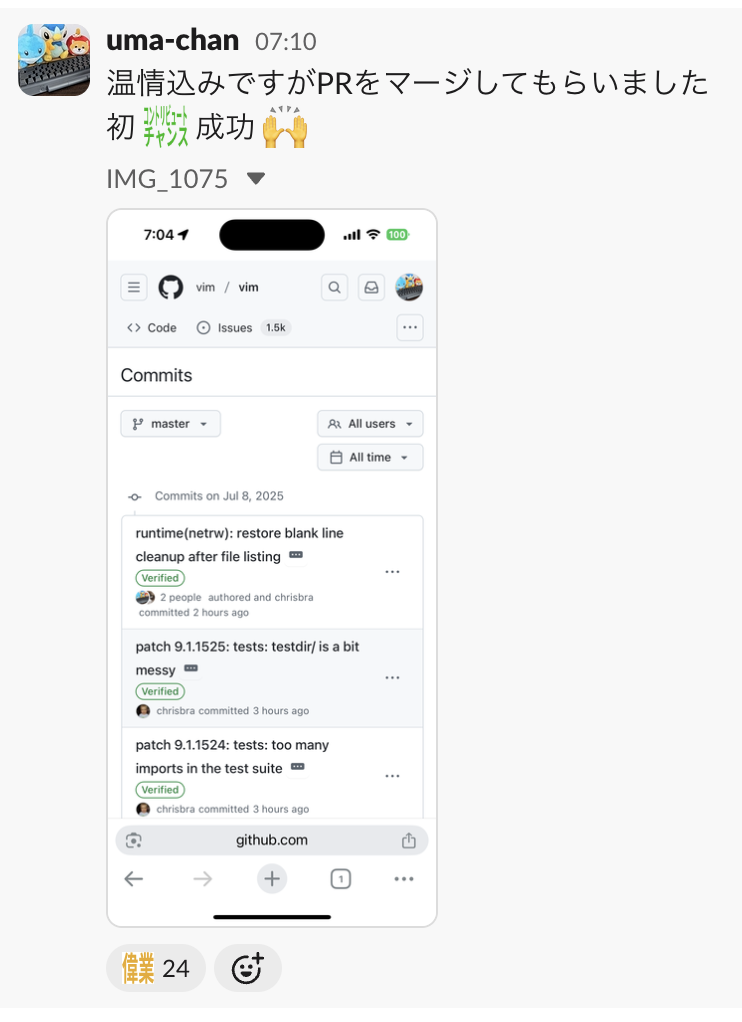 uma-chan 07:10
温情込みですがPRをマージしてもらいました
初 コントリビュート チャンス 成功
IMG_1075
7:04 100
vim / vim
Code Issues 1.5k
Commits
master All users
All time
Commits on Jul 8, 2025
runtime(netrw): restore blank line
cleanup after file listing
Verified
2 people authored and chrisbra
committed 2 hours ago
patch 9.1.1525: tests: testdir/ is a bit
messy
Verified
chrisbra committed 3 hours ago
patch 9.1.1524: tests: too many
imports in the test suite
Verified
chrisbra committed 3 hours ago
github.com
1
偉業 24